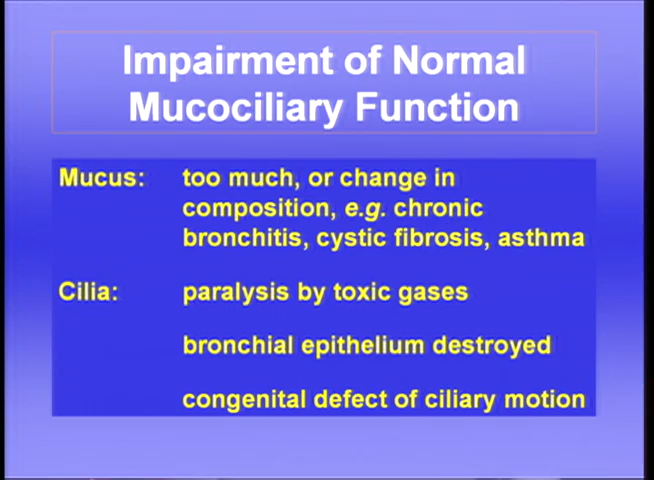 Impairment of Normal
Mucociliary Function
Mucus: too much, or change in
composition, e.g. chronic
bronchitis, cystic fibrosis, asthma
Cilia: paralysis by toxic gases
bronchial epithelium destroyed
congenital defect of ciliary motion